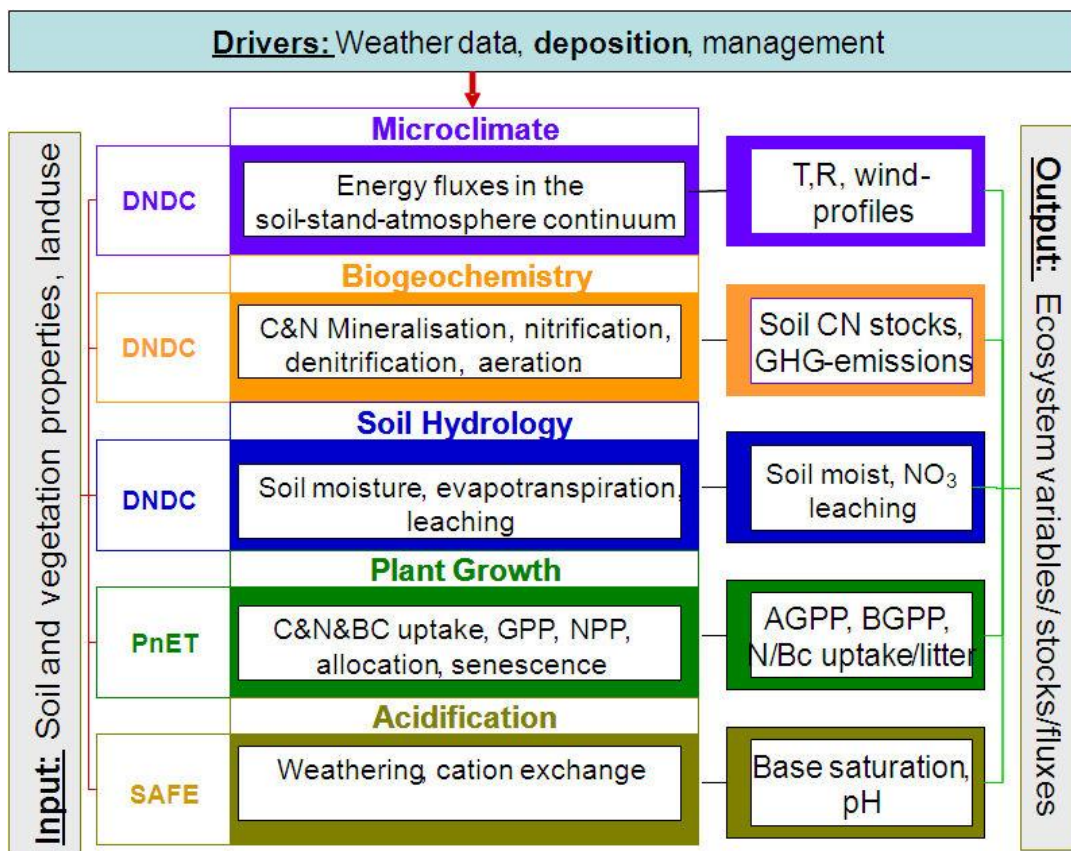 Drivers: Weather data, deposition, management
Input: Soil and vegetation properties, landuse
Microclimate
DNDC
Energy fluxes in the
soil-stand-atmosphere continuum
T,R, wind-
profiles
Biogeochemistry
DNDC
C&N Mineralisation, nitrification,
denitrification, aeration.
Soil CN stocks,
GHG-emissions
Soil Hydrology
DNDC
Soil moisture, evapotranspiration,
leaching
Soil moist, NO₃
leaching
Plant Growth
PnET
C&N&BC uptake, GPP, NPP,
allocation, senescence
AGPP, BGPP,
N/Bc uptake/litter
Acidification
SAFE
Weathering, cation exchange
Base saturation,
pH
Output: Ecosystem variables/ stocks/fluxes